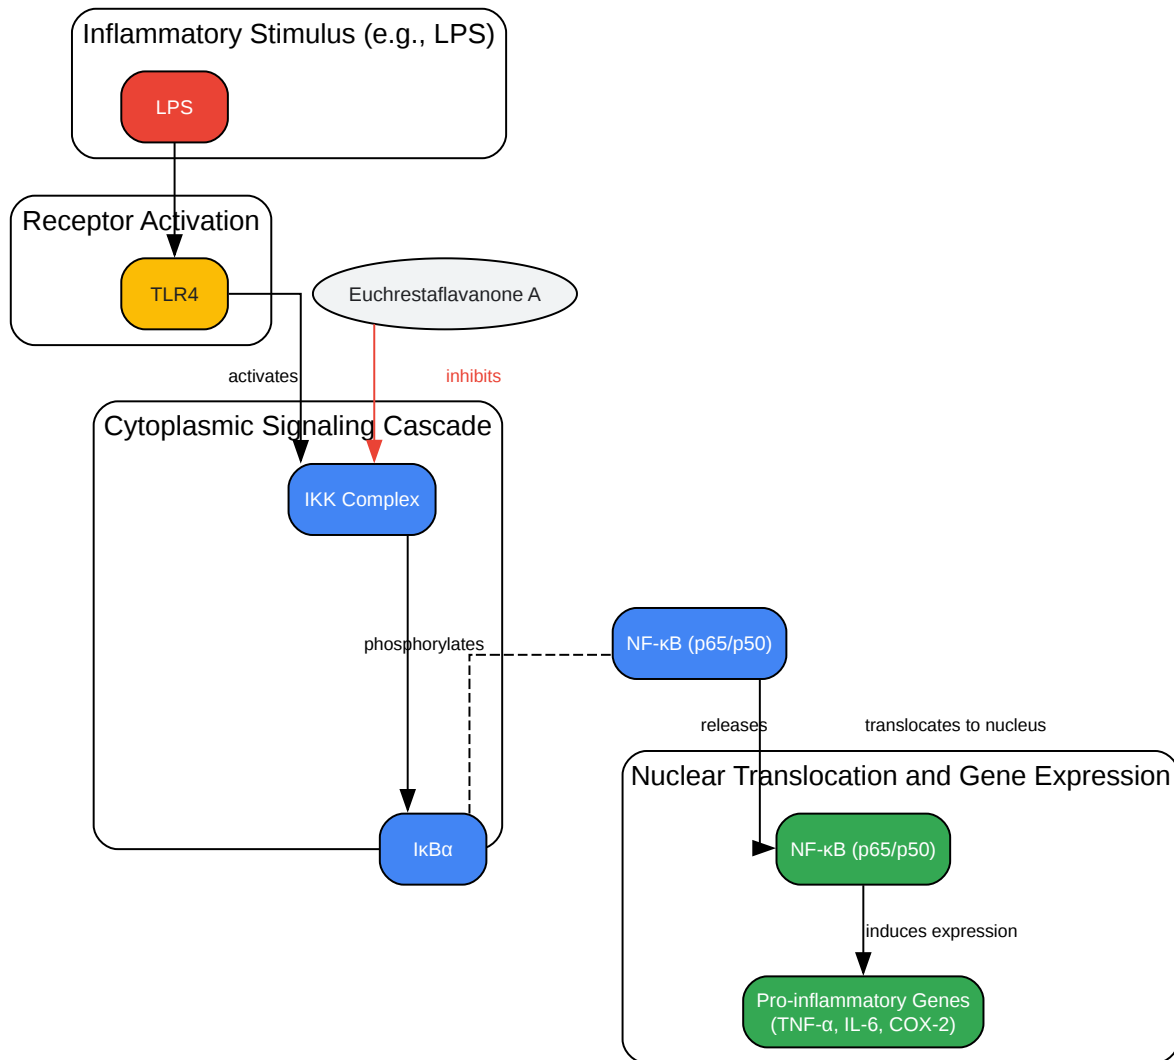 Inflammatory Stimulus (e.g., LPS)
LPS
Receptor Activation
TLR4
Euchrestaflavanone A
activates
inhibits
Cytoplasmic Signaling Cascade
IKK Complex
phosphorylates
NF-κB (p65/p50)
releases
translocates to nucleus
Nuclear Translocation and Gene Expression
IκBα
NF-κB (p65/p50)
induces expression
Pro-inflammatory Genes
(TNF-α, IL-6, COX-2)